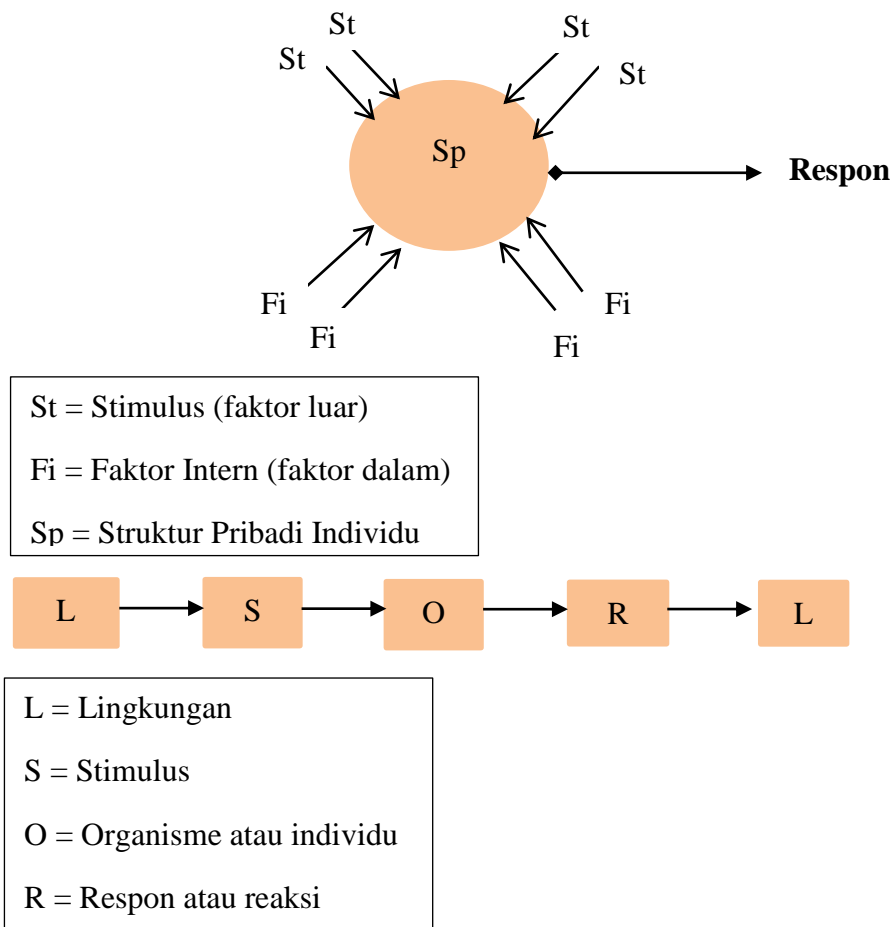 St
St
St
St
Sp
Respon
Fi
Fi
Fi
Fi
St = Stimulus (faktor luar)
Fi = Faktor Intern (faktor dalam)
Sp = Struktur Pribadi Individu
L S O R L
L = Lingkungan
S = Stimulus
O = Organisme atau individu
R = Respon atau reaksi